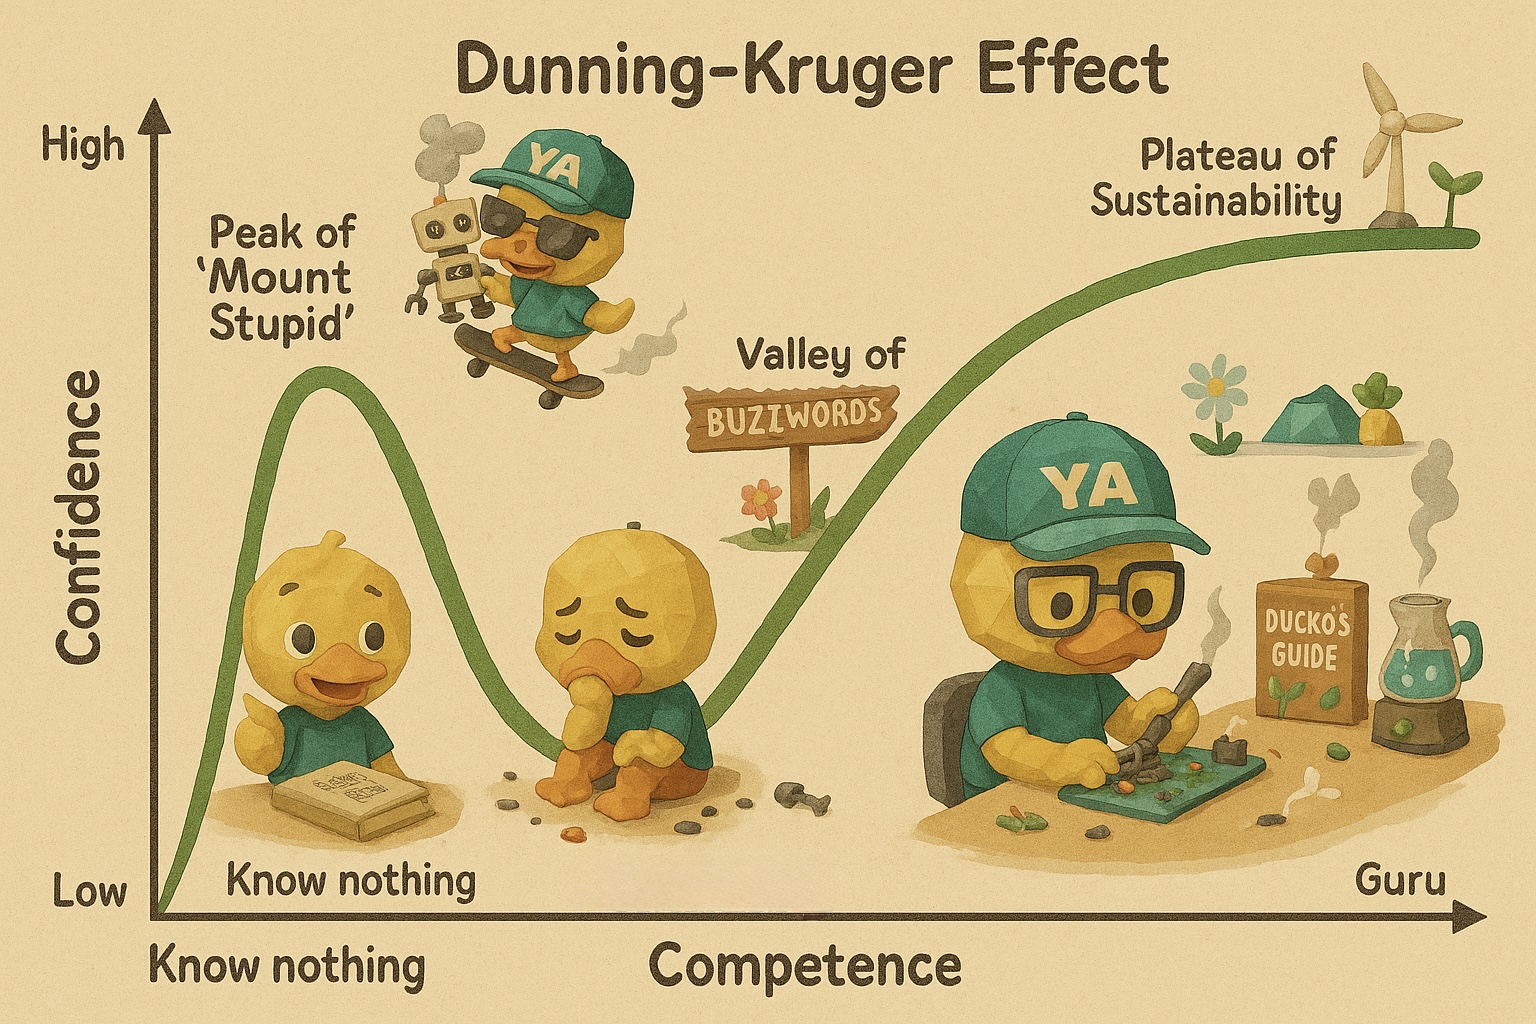 Dunning-Kruger Effect
High
YA
Plateau of
Sustainability
Peak of
‘Mount
Stupid’
Valley of
BUZIWORDS
Confidence
YA
DUCKO'S
GUIDE
Low
Know nothing
Guru
Know nothing
Competence